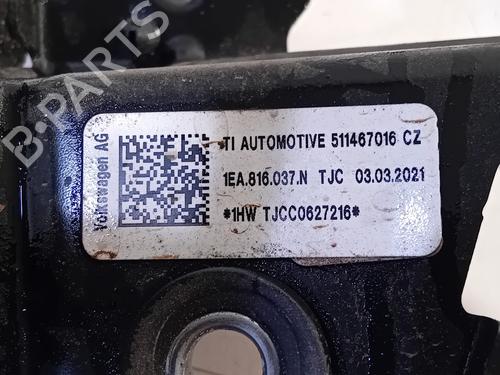 Volkswagen AG
TI AUTOMOTIVE 511467016 CZ
1EA.816.037.N TJC 03.03.2021
*1HW TJCC0627216*
B-PARTS